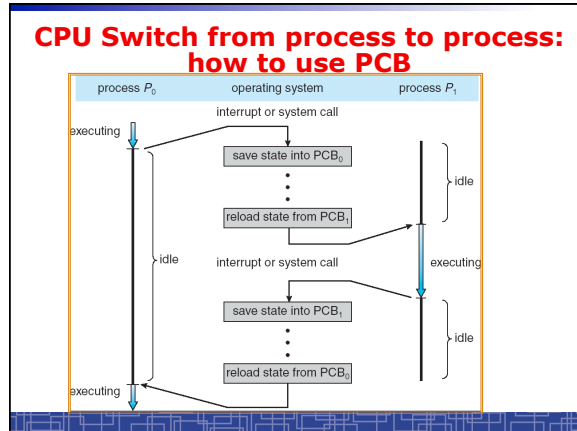 CPU Switch from process to process:
how to use PCB
process P0 operating system process P1
interrupt or system call
executing
save state into PCB0
idle
reload state from PCB1
idle
interrupt or system call
executing
save state into PCB1
idle
reload state from PCB0
executing